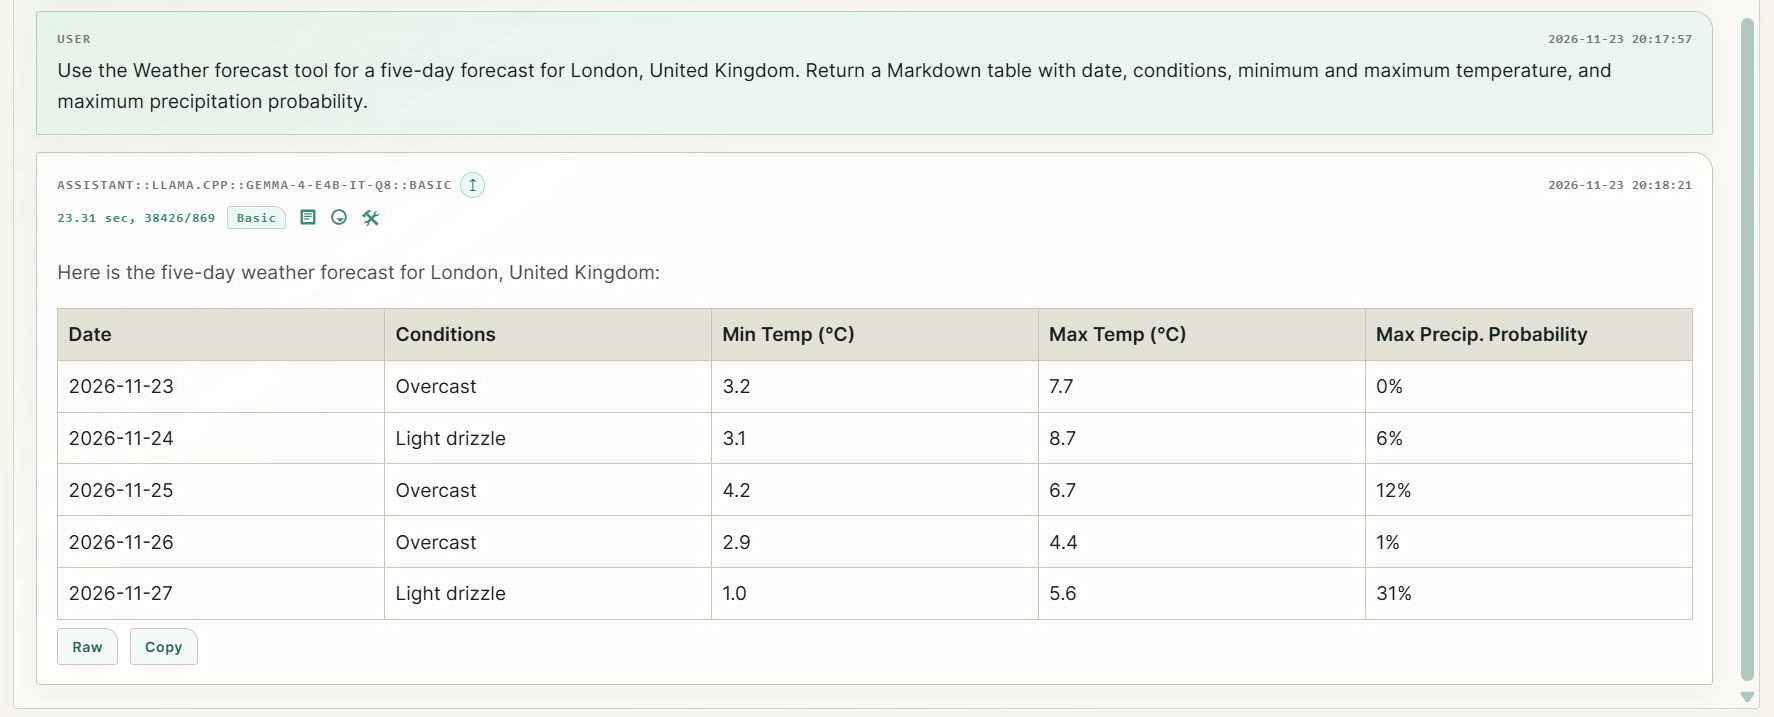 USER
2026-11-23 20:17:57
Use the Weather forecast tool for a five-day forecast for London, United Kingdom. Return a Markdown table with date, conditions, minimum and maximum temperature, and
maximum precipitation probability.
ASSISTANT::LLAMA.CPP::GEMMA-4-E4B-IT-Q8::BASIC
2026-11-23 20:18:21
23.31 sec, 38426/869 Basic
Here is the five-day weather forecast for London, United Kingdom:
Date Conditions Min Temp (°C) Max Temp (°C) Max Precip. Probability
2026-11-23 Overcast 3.2 7.7 0%
2026-11-24 Light drizzle 3.1 8.7 6%
2026-11-25 Overcast 4.2 6.7 12%
2026-11-26 Overcast 2.9 4.4 1%
2026-11-27 Light drizzle 1.0 5.6 31%
Raw Copy